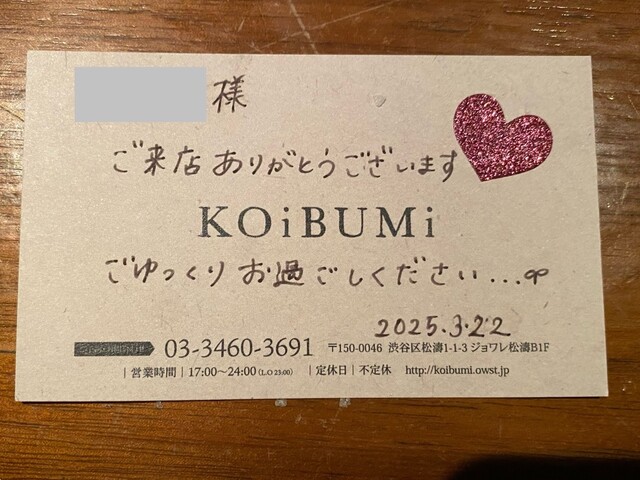 様
ご来店ありがとうございます
KOiBUMi
ごゆっくりお過ごしください...
2025.3.22
03-3460-3691 〒150-0046 渋谷区松濤1-1-3 ジョワレ松濤B1F
| 営業時間 | 17:00〜24:00 (L.O 23:00) | 定休日 | 不定休 http://koibumi.owst.jp